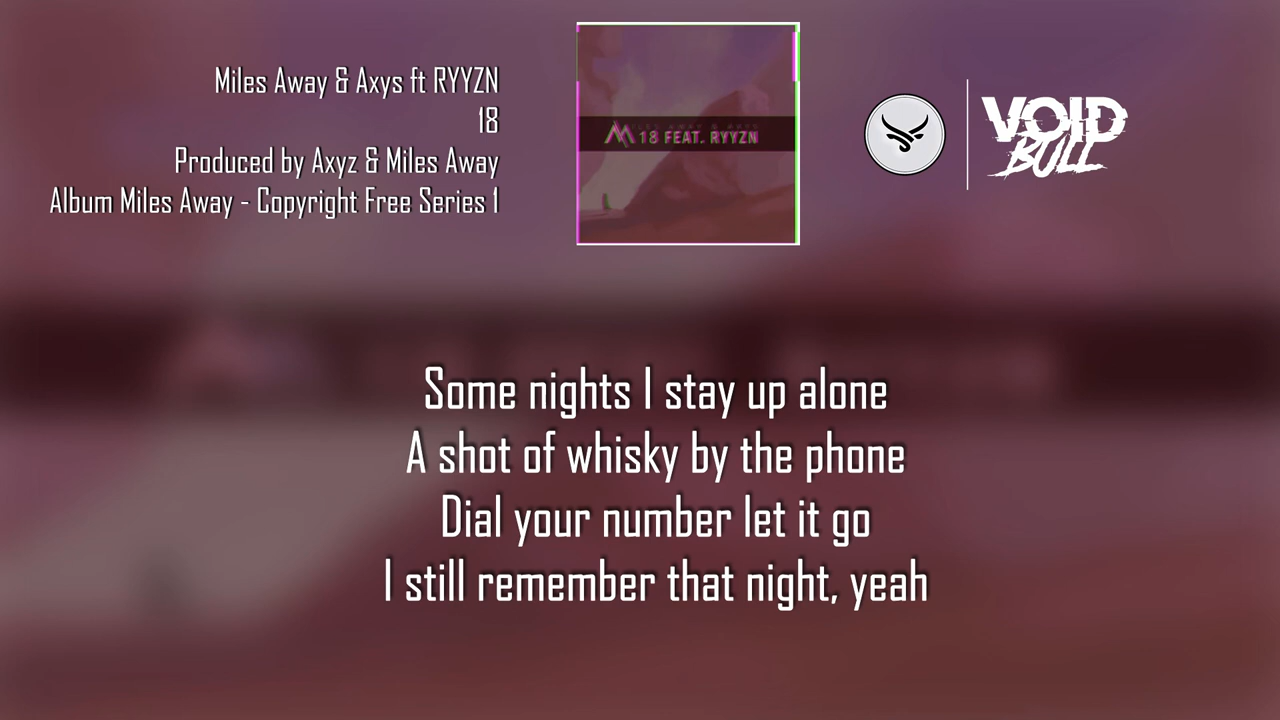 Miles Away & Axys ft RYYZN
18
Produced by Axyz & Miles Away
Album Miles Away - Copyright Free Series 1
18 FEAT. RYYZN
VOID
BULL
Some nights I stay up alone
A shot of whisky by the phone
Dial your number let it go
I still remember that night, yeah